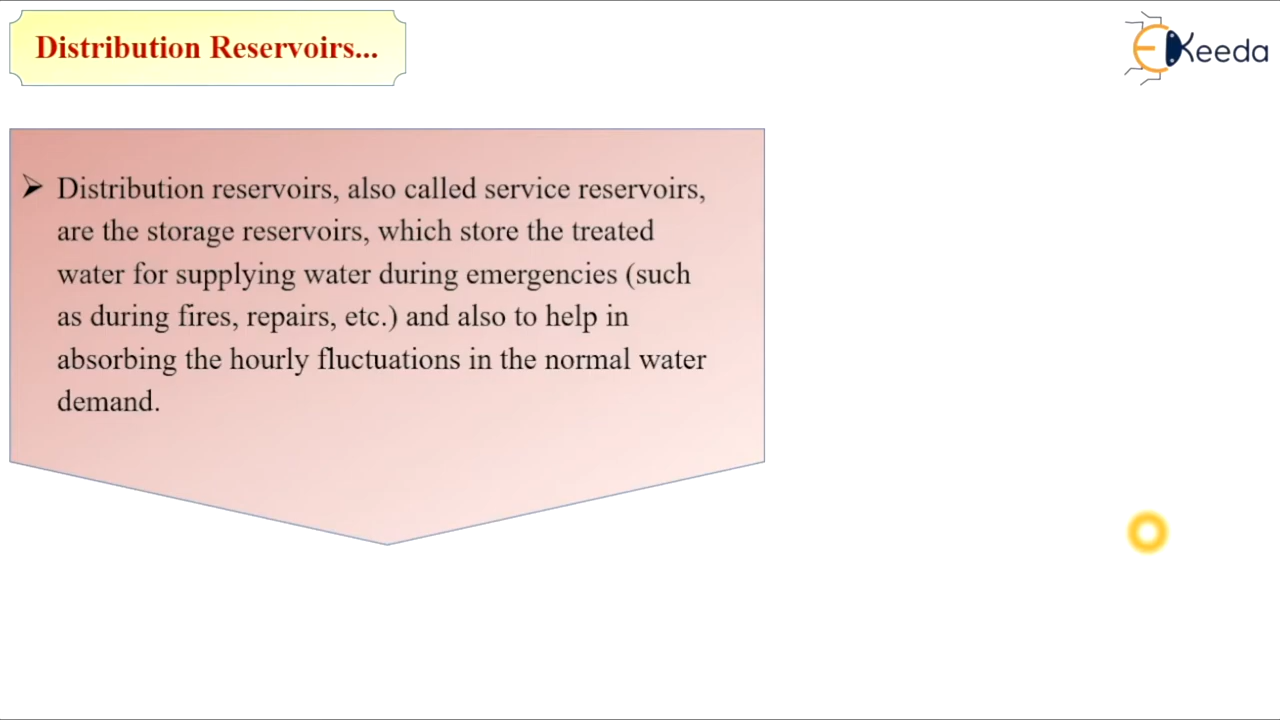 Distribution Reservoirs...
EKeeda
➢ Distribution reservoirs, also called service reservoirs,
are the storage reservoirs, which store the treated
water for supplying water during emergencies (such
as during fires, repairs, etc.) and also to help in
absorbing the hourly fluctuations in the normal water
demand.